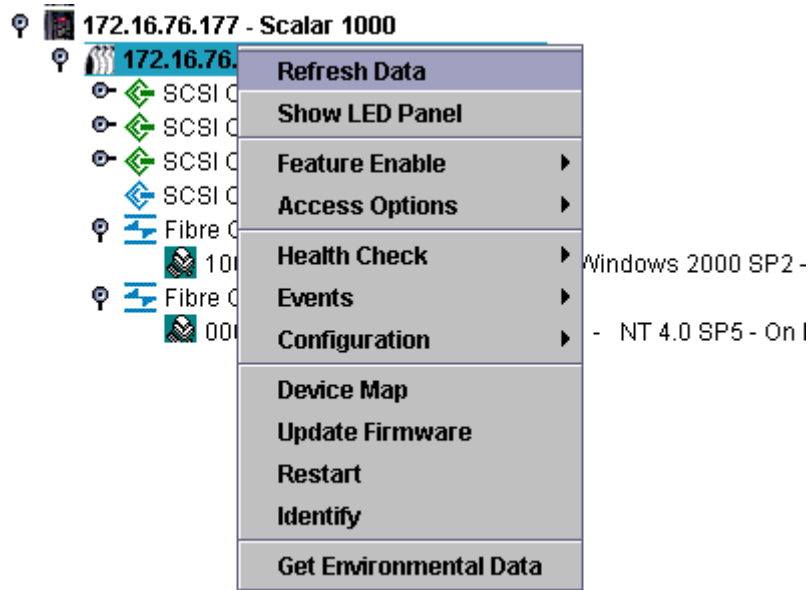 172.16.76.177 - Scalar 1000
172.16.76.
SCSI C
SCSI C
SCSI C
SCSI C
Fibre C
10
Windows 2000 SP2 -
Fibre C
00
- NT 4.0 SP5 - On
Refresh Data
Show LED Panel
Feature Enable
Access Options
Health Check
Events
Configuration
Device Map
Update Firmware
Restart
Identify
Get Environmental Data